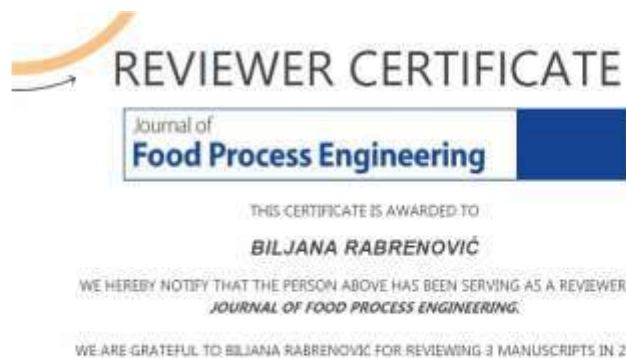 REVIEWER CERTIFICATE
Journal of
Food Process Engineering
THIS CERTIFICATE IS AWARDED TO
BILJANA RABRENOVIĆ
WE HEREBY NOTIFY THAT THE PERSON ABOVE HAS BEEN SERVING AS A REVIEWER
JOURNAL OF FOOD PROCESS ENGINEERING.
WE ARE GRATEFUL TO BILJANA RABRENOVIĆ FOR REVIEWING 3 MANUSCRIPTS IN 2